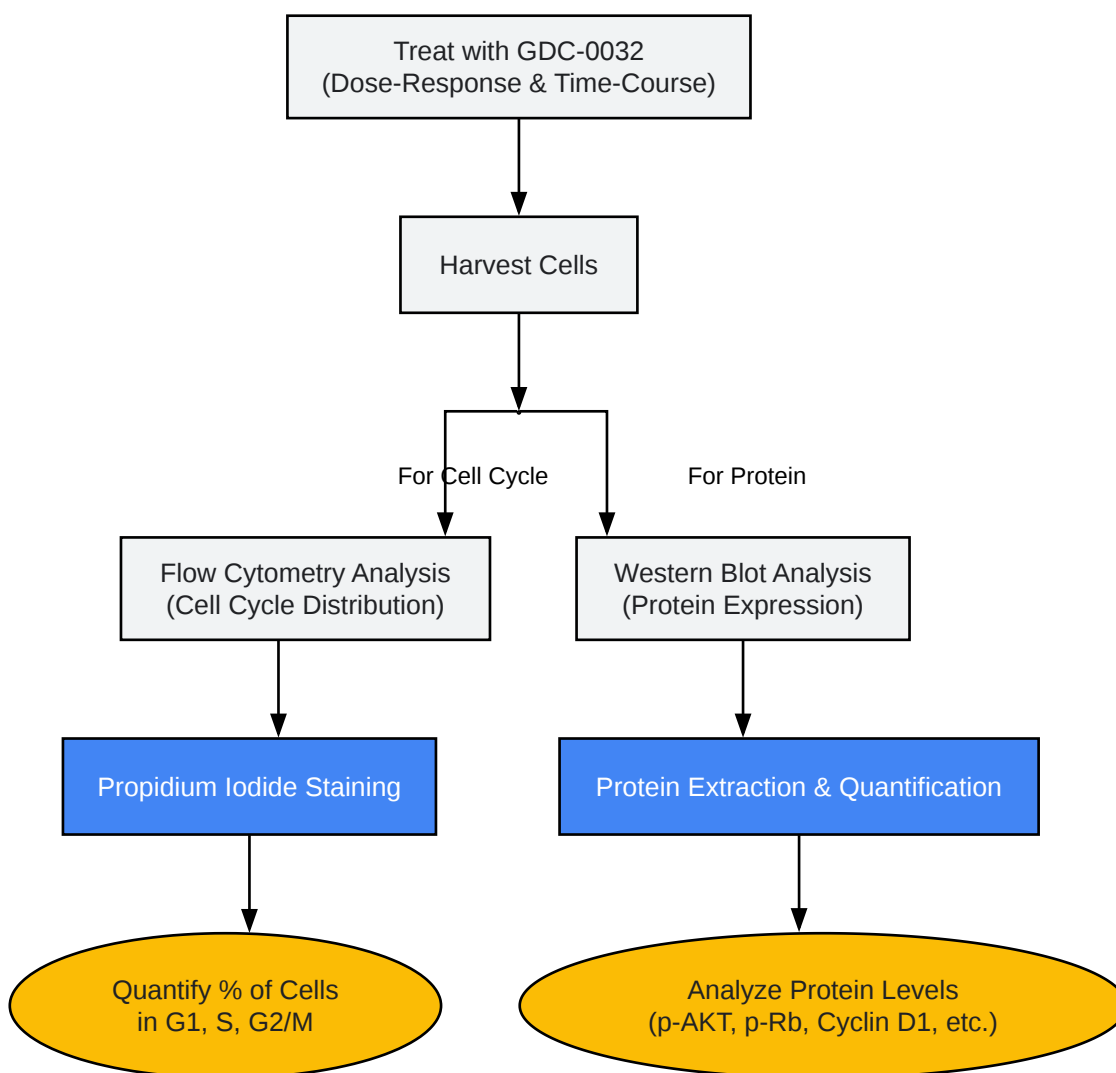 Treat with GDC-0032
(Dose-Response & Time-Course)
Harvest Cells
For Cell Cycle
For Protein
Flow Cytometry Analysis
(Cell Cycle Distribution)
Western Blot Analysis
(Protein Expression)
Propidium Iodide Staining
Protein Extraction & Quantification
Quantify % of Cells
in G1, S, G2/M
Analyze Protein Levels
(p-AKT, p-Rb, Cyclin D1, etc.)